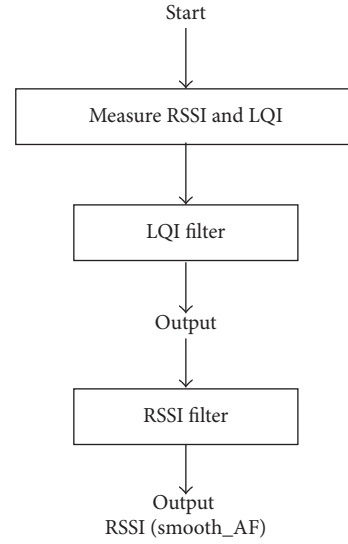 Start
Measure RSSI and LQI
LQI filter
Output
RSSI filter
Output
RSSI (smooth_AF)